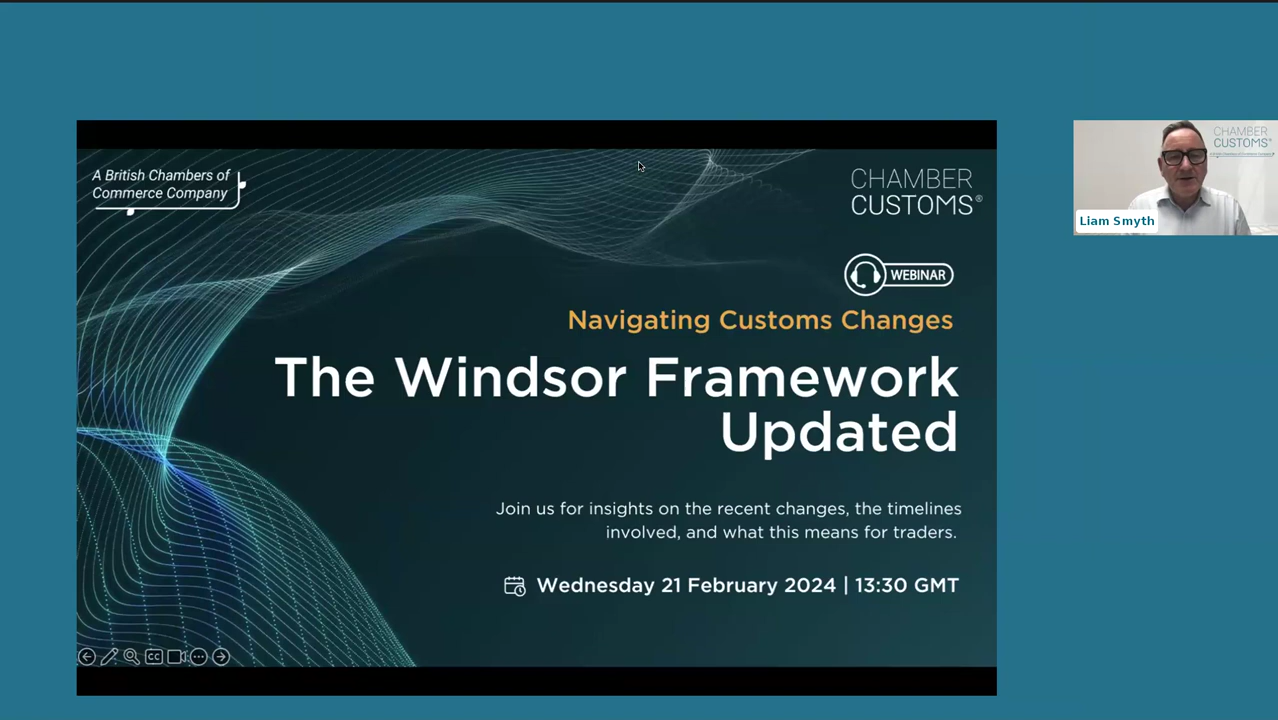 A British Chambers of
Commerce Company
CHAMBER
CUSTOMS®
WEBINAR
Navigating Customs Changes
The Windsor Framework
Updated
Join us for insights on the recent changes, the timelines
involved, and what this means for traders.
Wednesday 21 February 2024 | 13:30 GMT
CC
CHAMBER
CUSTOMS
Liam Smyth